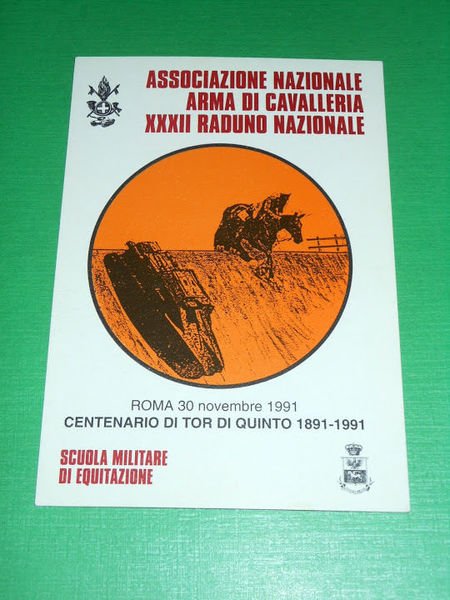 ASSOCIAZIONE NAZIONALE
ARMA DI CAVALLERIA
XXXII RADUNO NAZIONALE
ROMA 30 novembre 1991
CENTENARIO DI TOR DI QUINTO 1891-1991
SCUOLA MILITARE
DI EQUITAZIONE